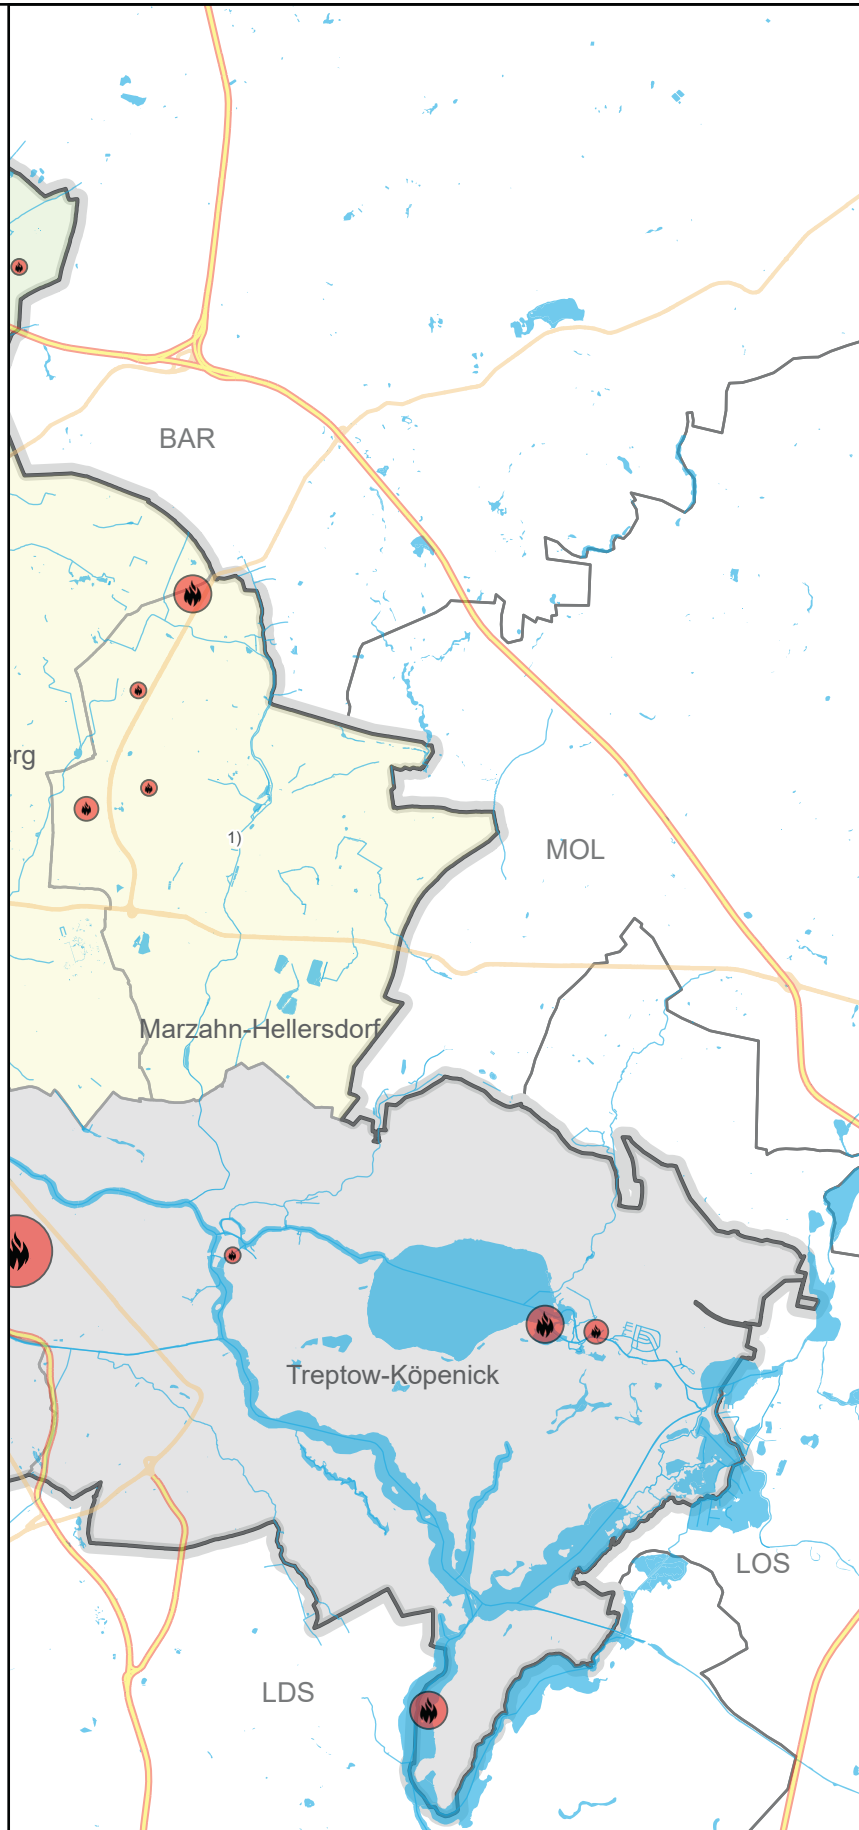 BAR
erg
1)
MOL
Marzahn-Hellersdorf
Treptow-Köpenick
LOS
LDS